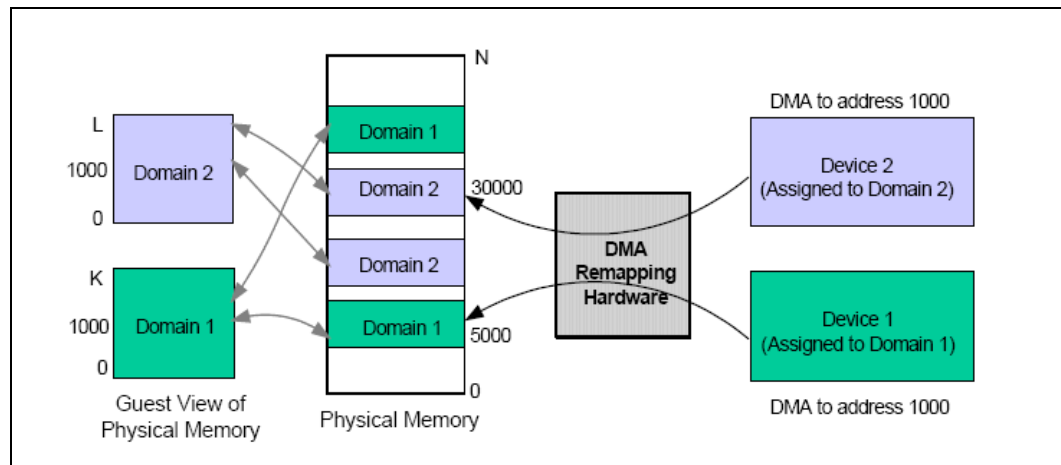 L
1000
0
Domain 2
K
1000
0
Domain 1
Guest View of
Physical Memory
N
Domain 1
Domain 2
30000
Domain 2
Domain 1
5000
0
Physical Memory
DMA
Remapping
Hardware
DMA to address 1000
Device 2
(Assigned to Domain 2)
Device 1
(Assigned to Domain 1)
DMA to address 1000